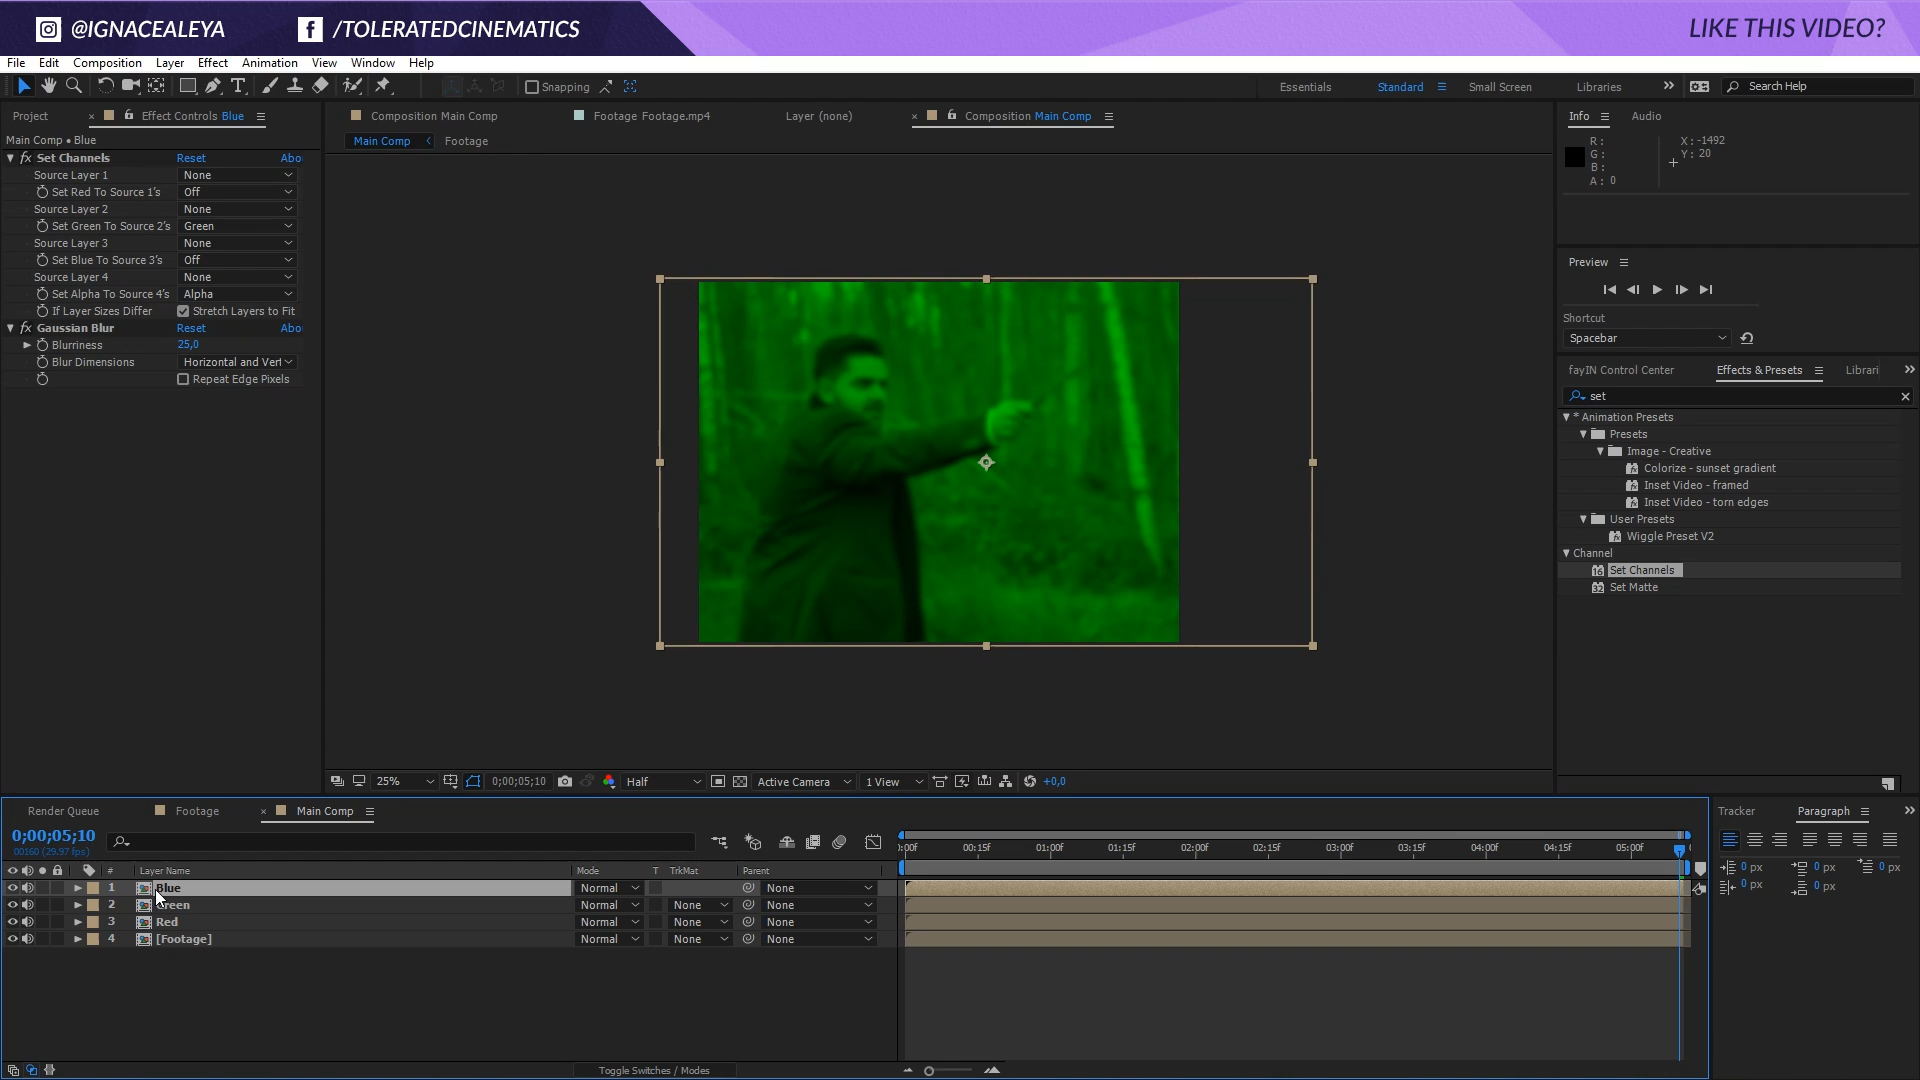 @IGNACEALEYA
/TOLERATEDCINEMATICS
LIKE THIS VIDEO?
File Edit Composition Layer Effect Animation View Window Help
Snapping
Essentials Standard Small Screen Libraries
Search Help
Project Effect Controls Blue
Composition Main Comp
Footage Footage.mp4
Layer (none)
Composition Main Comp
Info Audio
Main Comp • Blue
Main Comp Footage
R:
G:
B:
A: 0
X: -1492
Y: 20
fx Set Channels Reset Abo
Source Layer 1 None
Set Red To Source 1's Off
Source Layer 2 None
Set Green To Source 2's Green
Source Layer 3 None
Set Blue To Source 3's Off
Source Layer 4 None
Set Alpha To Source 4's Alpha
If Layer Sizes Differ Stretch Layers to Fit
fx Gaussian Blur Reset Abo
Blurriness 25,0
Blur Dimensions Horizontal and Vert
Repeat Edge Pixels
Preview
Shortcut
Spacebar
fayIN Control Center Effects & Presets Librari
set
* Animation Presets
Presets
Image - Creative
Colorize - sunset gradient
Inset Video - framed
Inset Video - torn edges
User Presets
Wiggle Preset V2
Channel
Set Channels
Set Matte
25% 0;00;05;10 Half Active Camera 1 View +0,0
Render Queue Footage Main Comp
Tracker Paragraph
0;00;05;10
00160 (29.97 fps)
:00f 00:15f 01:00f 01:15f 02:00f 02:15f 03:00f 03:15f 04:00f 04:15f 05:00f
# Layer Name Mode T TrkMat Parent
1 Blue Normal None
2 Green Normal None None
3 Red Normal None None
4 [Footage] Normal None None
0 px 0 px 0 px
0 px 0 px
Toggle Switches / Modes